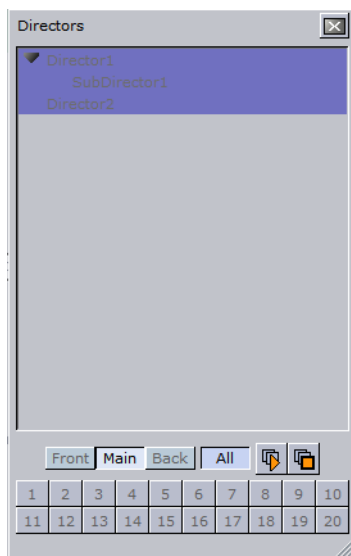 Directors
Director1
SubDirector1
Director2
Front Main Back All
1 2 3 4 5 6 7 8 9 10
11 12 13 14 15 16 17 18 19 20